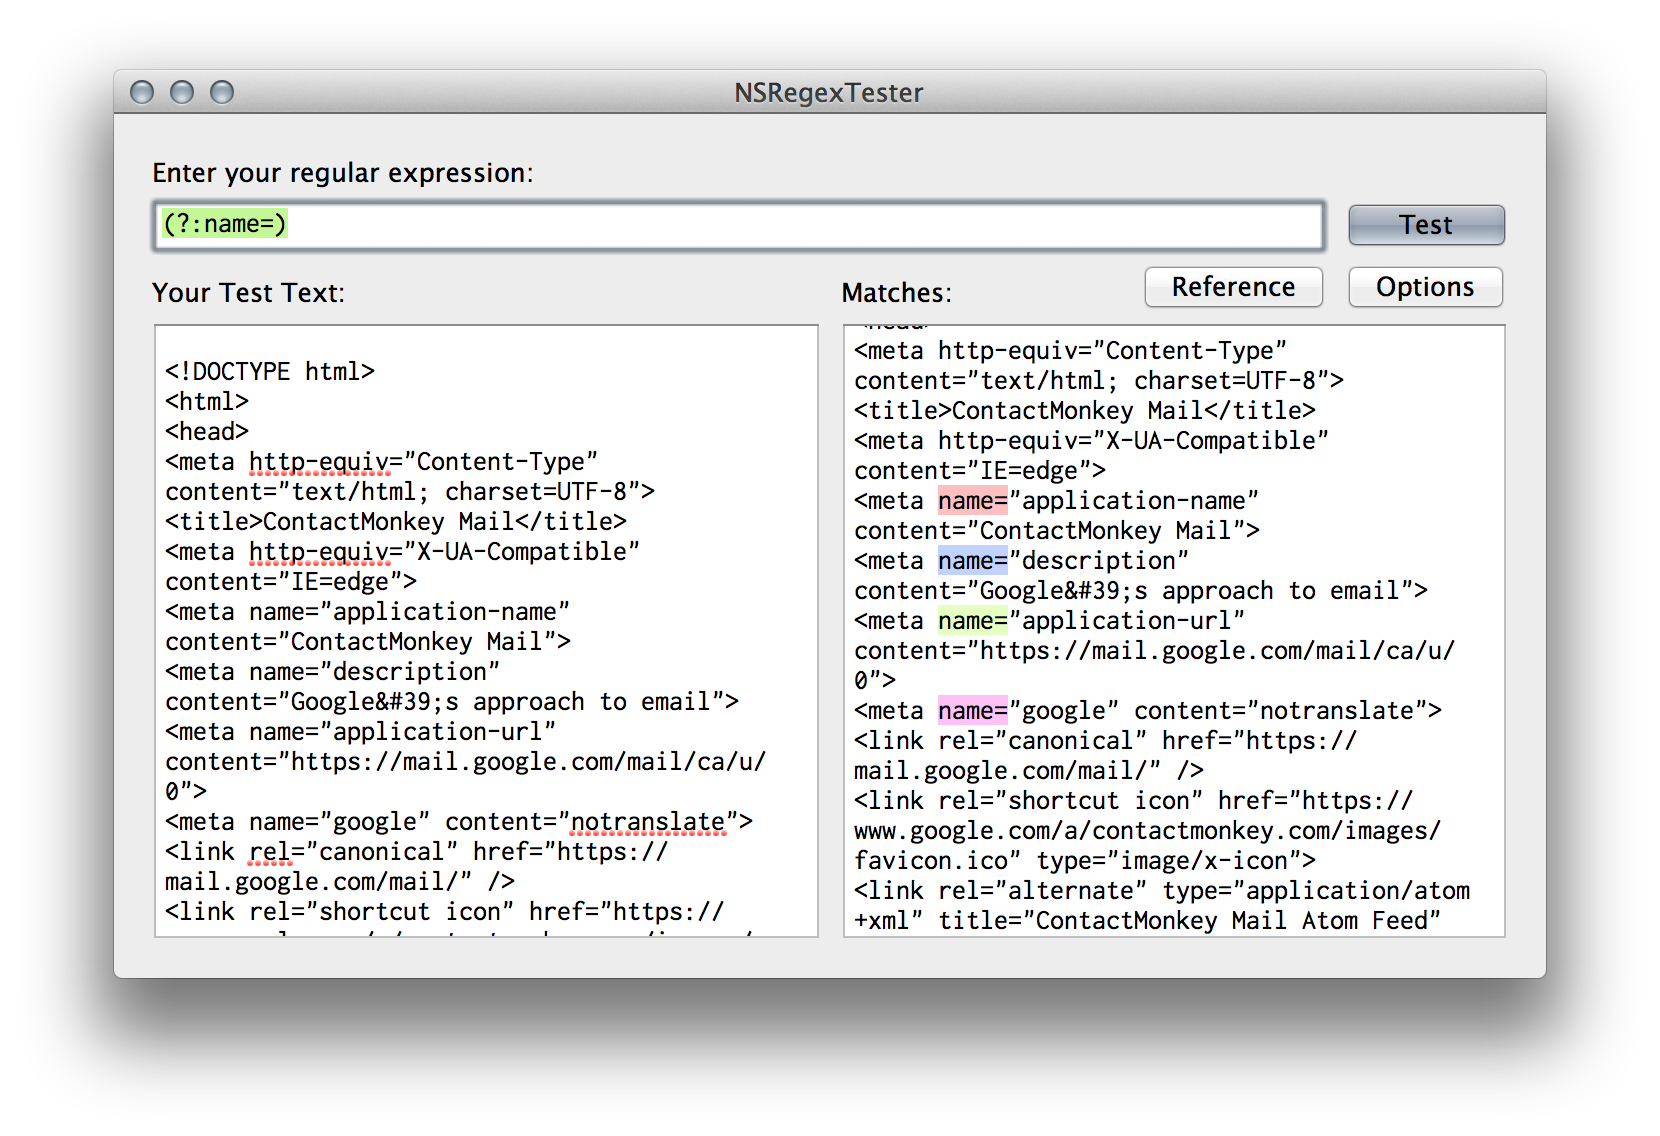 NSRegexTester
Enter your regular expression:
(?:name=)
Test
Reference
Options
Your Test Text:
Matches:
<!DOCTYPE html>
<html>
<head>
<meta http-equiv="Content-Type"
content="text/html; charset=UTF-8">
<title>ContactMonkey Mail</title>
<meta http-equiv="X-UA-Compatible"
content="IE=edge">
<meta name="application-name"
content="ContactMonkey Mail">
<meta name="description"
content="Google&#39;s approach to email">
<meta name="application-url"
content="https://mail.google.com/mail/ca/u/
0">
<meta name="google" content="notranslate">
<link rel="canonical" href="https://
mail.google.com/mail/" />
<link rel="shortcut icon" href="https://
<head>
<meta http-equiv="Content-Type"
content="text/html; charset=UTF-8">
<title>ContactMonkey Mail</title>
<meta http-equiv="X-UA-Compatible"
content="IE=edge">
<meta name="application-name"
content="ContactMonkey Mail">
<meta name="description"
content="Google&#39;s approach to email">
<meta name="application-url"
content="https://mail.google.com/mail/ca/u/
0">
<meta name="google" content="notranslate">
<link rel="canonical" href="https://
mail.google.com/mail/" />
<link rel="shortcut icon" href="https://
www.google.com/a/contactmonkey.com/images/
favicon.ico" type="image/x-icon">
<link rel="alternate" type="application/atom
+xml" title="ContactMonkey Mail Atom Feed"